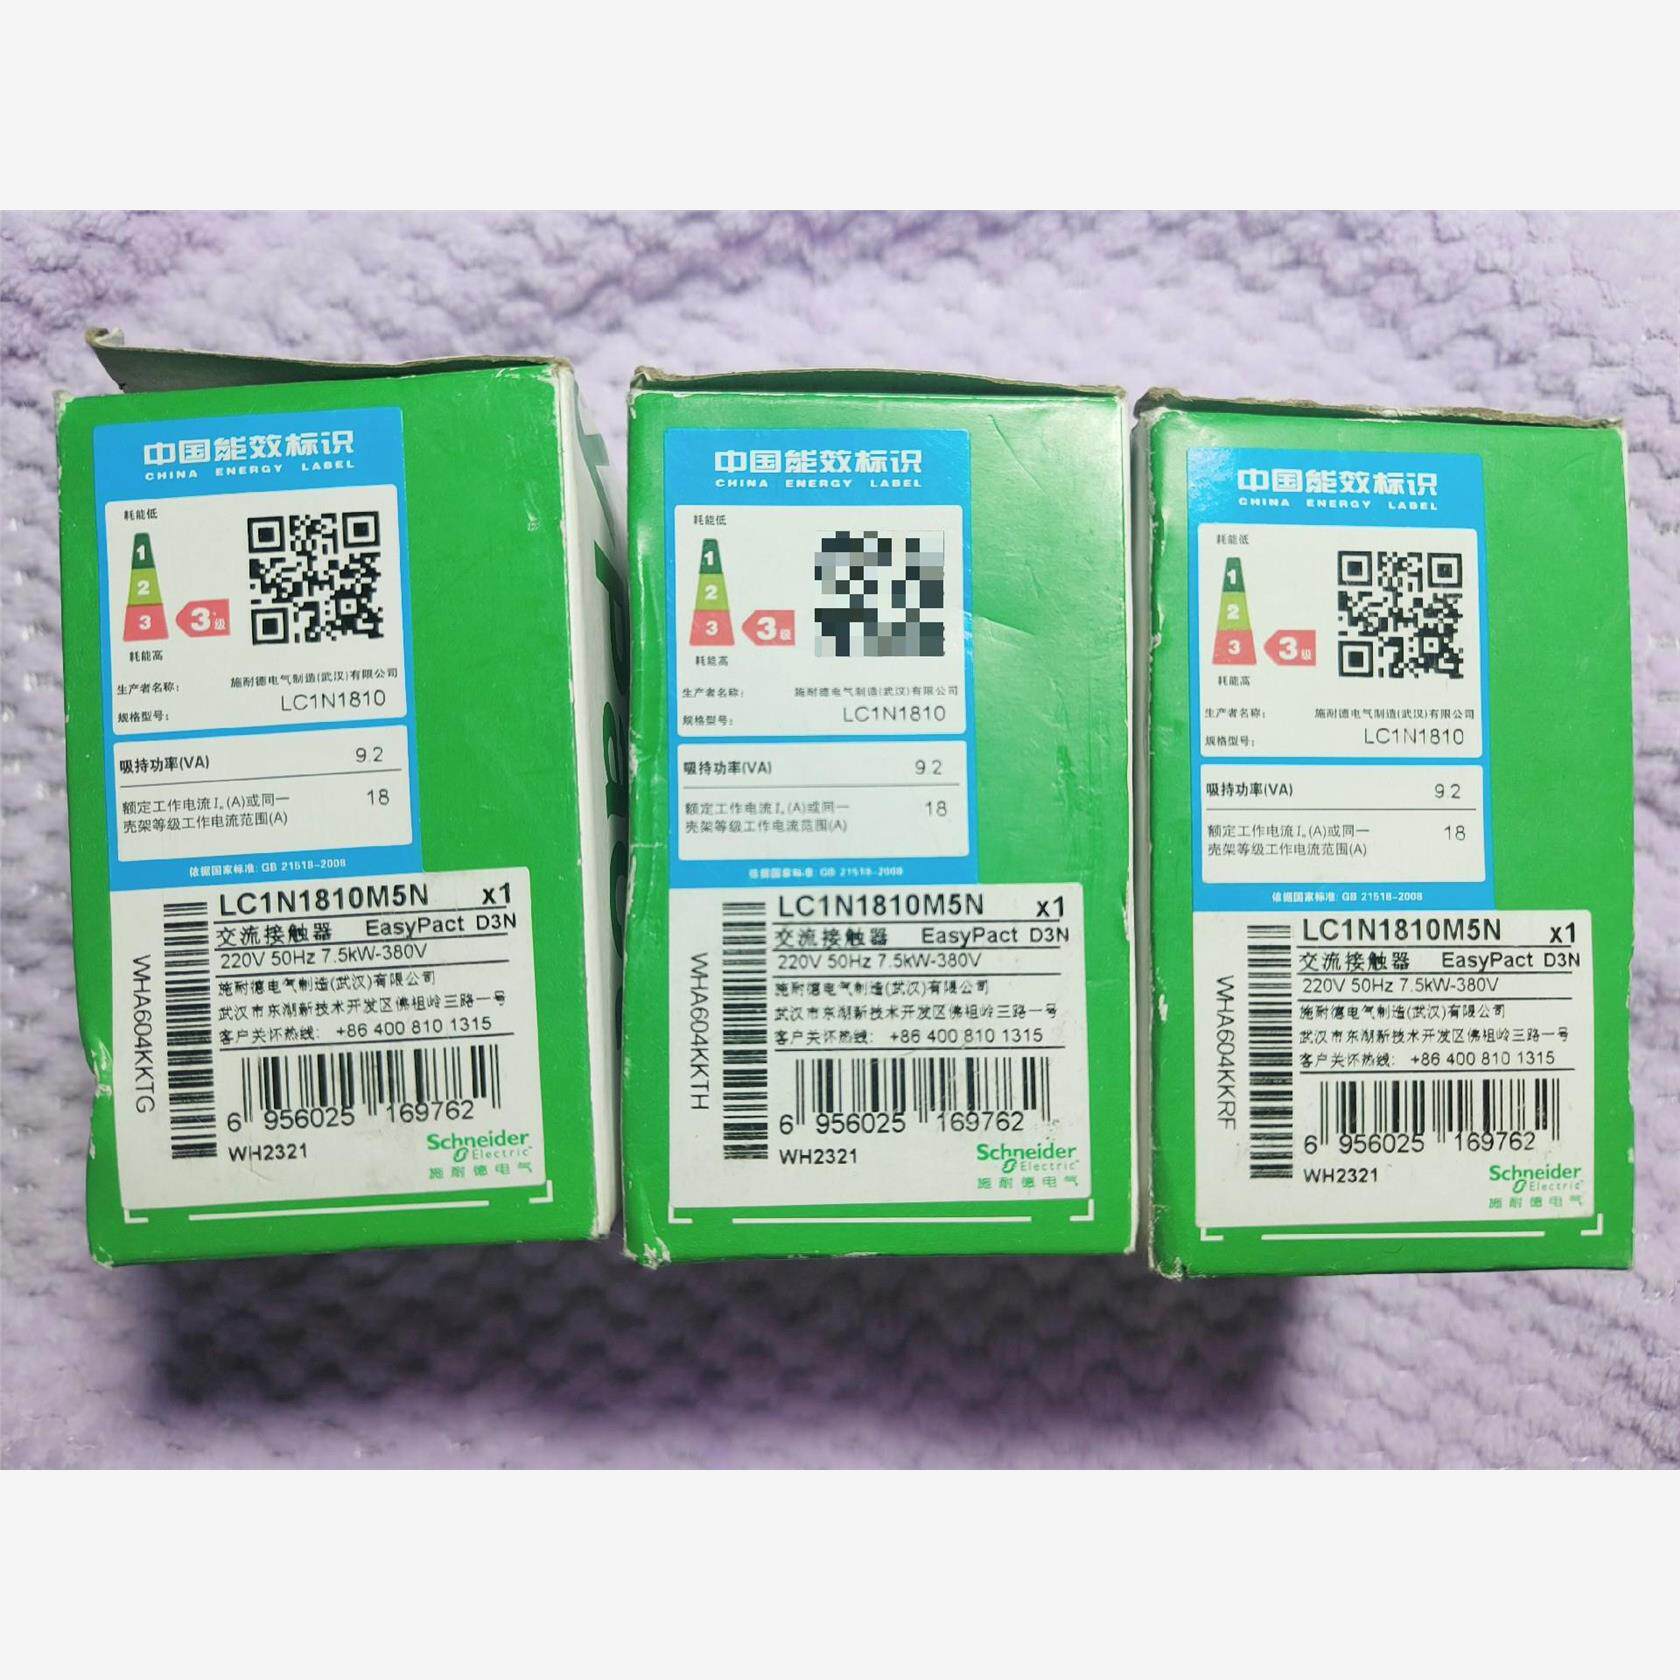 中国能效标识
CHINA ENERGY LABEL
耗能低
1
2
3
3级
耗能高
生产者名称：
施耐德电气制造(武汉)有限公司
规格型号：
LC1N1810
吸持功率(VA)
9.2
额定工作电流Iₑ(A)或同一
壳架等级工作电流范围(A)
18
依据国家标准: GB 21518-2008
LC1N1810M5N x1
交流接触器 EasyPact D3N
220V 50Hz 7.5kW-380V
施耐德电气制造(武汉)有限公司
武汉市东湖新技术开发区佛祖岭三路一号
客户关怀热线: +86 400 810 1315
WHA604KKTG
6 956025 169762
WH2321
Schneider
Electric
施耐德电气
中国能效标识
CHINA ENERGY LABEL
耗能低
1
2
3
3级
耗能高
生产者名称：
施耐德电气制造(武汉)有限公司
规格型号：
LC1N1810
吸持功率(VA)
9.2
额定工作电流Iₑ(A)或同一
壳架等级工作电流范围(A)
18
依据国家标准: GB 21518-2008
LC1N1810M5N x1
交流接触器 EasyPact D3N
220V 50Hz 7.5kW-380V
施耐德电气制造(武汉)有限公司
武汉市东湖新技术开发区佛祖岭三路一号
客户关怀热线: +86 400 810 1315
WHA604KKTH
6 956025 169762
WH2321
Schneider
Electric
施耐德电气
中国能效标识
CHINA ENERGY LABEL
耗能低
1
2
3
3级
耗能高
生产者名称：
施耐德电气制造(武汉)有限公司
规格型号：
LC1N1810
吸持功率(VA)
9.2
额定工作电流Iₑ(A)或同一
壳架等级工作电流范围(A)
18
依据国家标准: GB 21518-2008
LC1N1810M5N x1
交流接触器 EasyPact D3N
220V 50Hz 7.5kW-380V
施耐德电气制造(武汉)有限公司
武汉市东湖新技术开发区佛祖岭三路一号
客户关怀热线: +86 400 810 1315
WHA604KKRF
6 956025 169762
WH2321
Schneider
Electric
施耐德电气